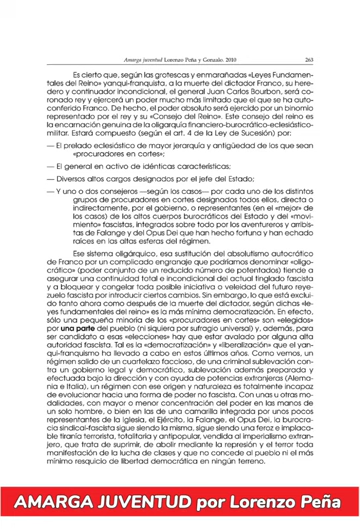 Amarga juventud Lorenzo Peña y Gonzalo. 2010 263
Es cierto que, según las grotescas y enmarañadas «Leyes Fundamen-
tales del Reino» yanqui-franquista, a la muerte del dictador Franco, su here-
dero y continuador incondicional, el general Juan Carlos Bourbon, será co-
ronado rey y ejercerá un poder mucho más limitado que el que se ha auto-
conferido Franco. De hecho, el poder absoluto será ejercido por un binomio
representado por el rey y su «Consejo del Reino». Este consejo del reino es
la encarnación genuina de la oligarquía financiero-burocrático-eclesiástico-
militar. Estará compuesto (según el art. 4 de la Ley de Sucesión) por:
— El prelado eclesiástico de mayor jerarquía y antigüedad de los que sean
«procuradores en cortes»;
— El general en activo de idénticas características;
— Diversos altos cargos designados por el jefe del Estado;
— Y uno o dos consejeros —según los casos— por cada uno de los distintos
grupos de procuradores en cortes designados todos ellos, directa o
indirectamente, por el gobierno, o representantes (en el «mejor» de
los casos) de los altos cuerpos burocráticos del Estado y del «movi-
miento» fascistas, integrados sobre todo por los aventureros y arribis-
tas de Falange y del Opus Dei que han hecho fortuna y han echado
raíces en las altas esferas del régimen.
Ese sistema oligárquico, esa sustitución del absolutismo autocrático
de Franco por un complicado engranaje que podríamos denominar «oligo-
crático» (poder conjunto de un reducido número de potentados) tiende a
asegurar una continuidad total e incondicional del actual tinglado fascista
y a bloquear y congelar toda posible iniciativa o veleidad del futuro reye-
zuelo fascista por introducir ciertos cambios. Sin embargo, lo que está exclui-
do tanto ahora como después de la muerte del dictador, según dichas «le-
yes fundamentales del reino» es la más mínima democratización. En efecto,
sólo una pequeña minoría de los «procuradores en cortes» son «elegidos»
por una parte del pueblo (ni siquiera por sufragio universal) y, además, para
ser candidato a esas «elecciones» hay que estar avalado por alguna alta
autoridad fascista. Tal es la «democratización» y «liberalización» que el yan-
qui-franquismo ha llevado a cabo en estos últimos años. Como vemos, un
régimen salido de un cuartelazo faccioso, de una criminal sublevación con-
tra un gobierno legal y democrático, sublevación además preparada y
efectuada bajo la dirección y con ayuda de potencias extranjeras (Alema-
nia e Italia), un régimen con ese origen y naturaleza es totalmente incapaz
de evolucionar hacia una forma de poder no fascista. Con unas u otras mo-
dalidades, con mayor o menor concentración del poder en las manos de
un solo hombre, o bien en las de una camarilla integrada por unos pocos
representantes de la Iglesia, el Ejército, la Falange, el Opus Dei, la burocra-
cia sindical-fascista sigue siendo la misma, sigue siendo una feroz e implaca-
ble tiranía terrorista, totalitaria y antipopular, vendida al imperialismo extran-
jero, que trata de suprimir, de abolir mediante la represión y el terror toda
manifestación de la lucha de clases y que no concede al pueblo ni el más
mínimo resquicio de libertad democrática en ningún terreno.
AMARGA JUVENTUD por Lorenzo Peña